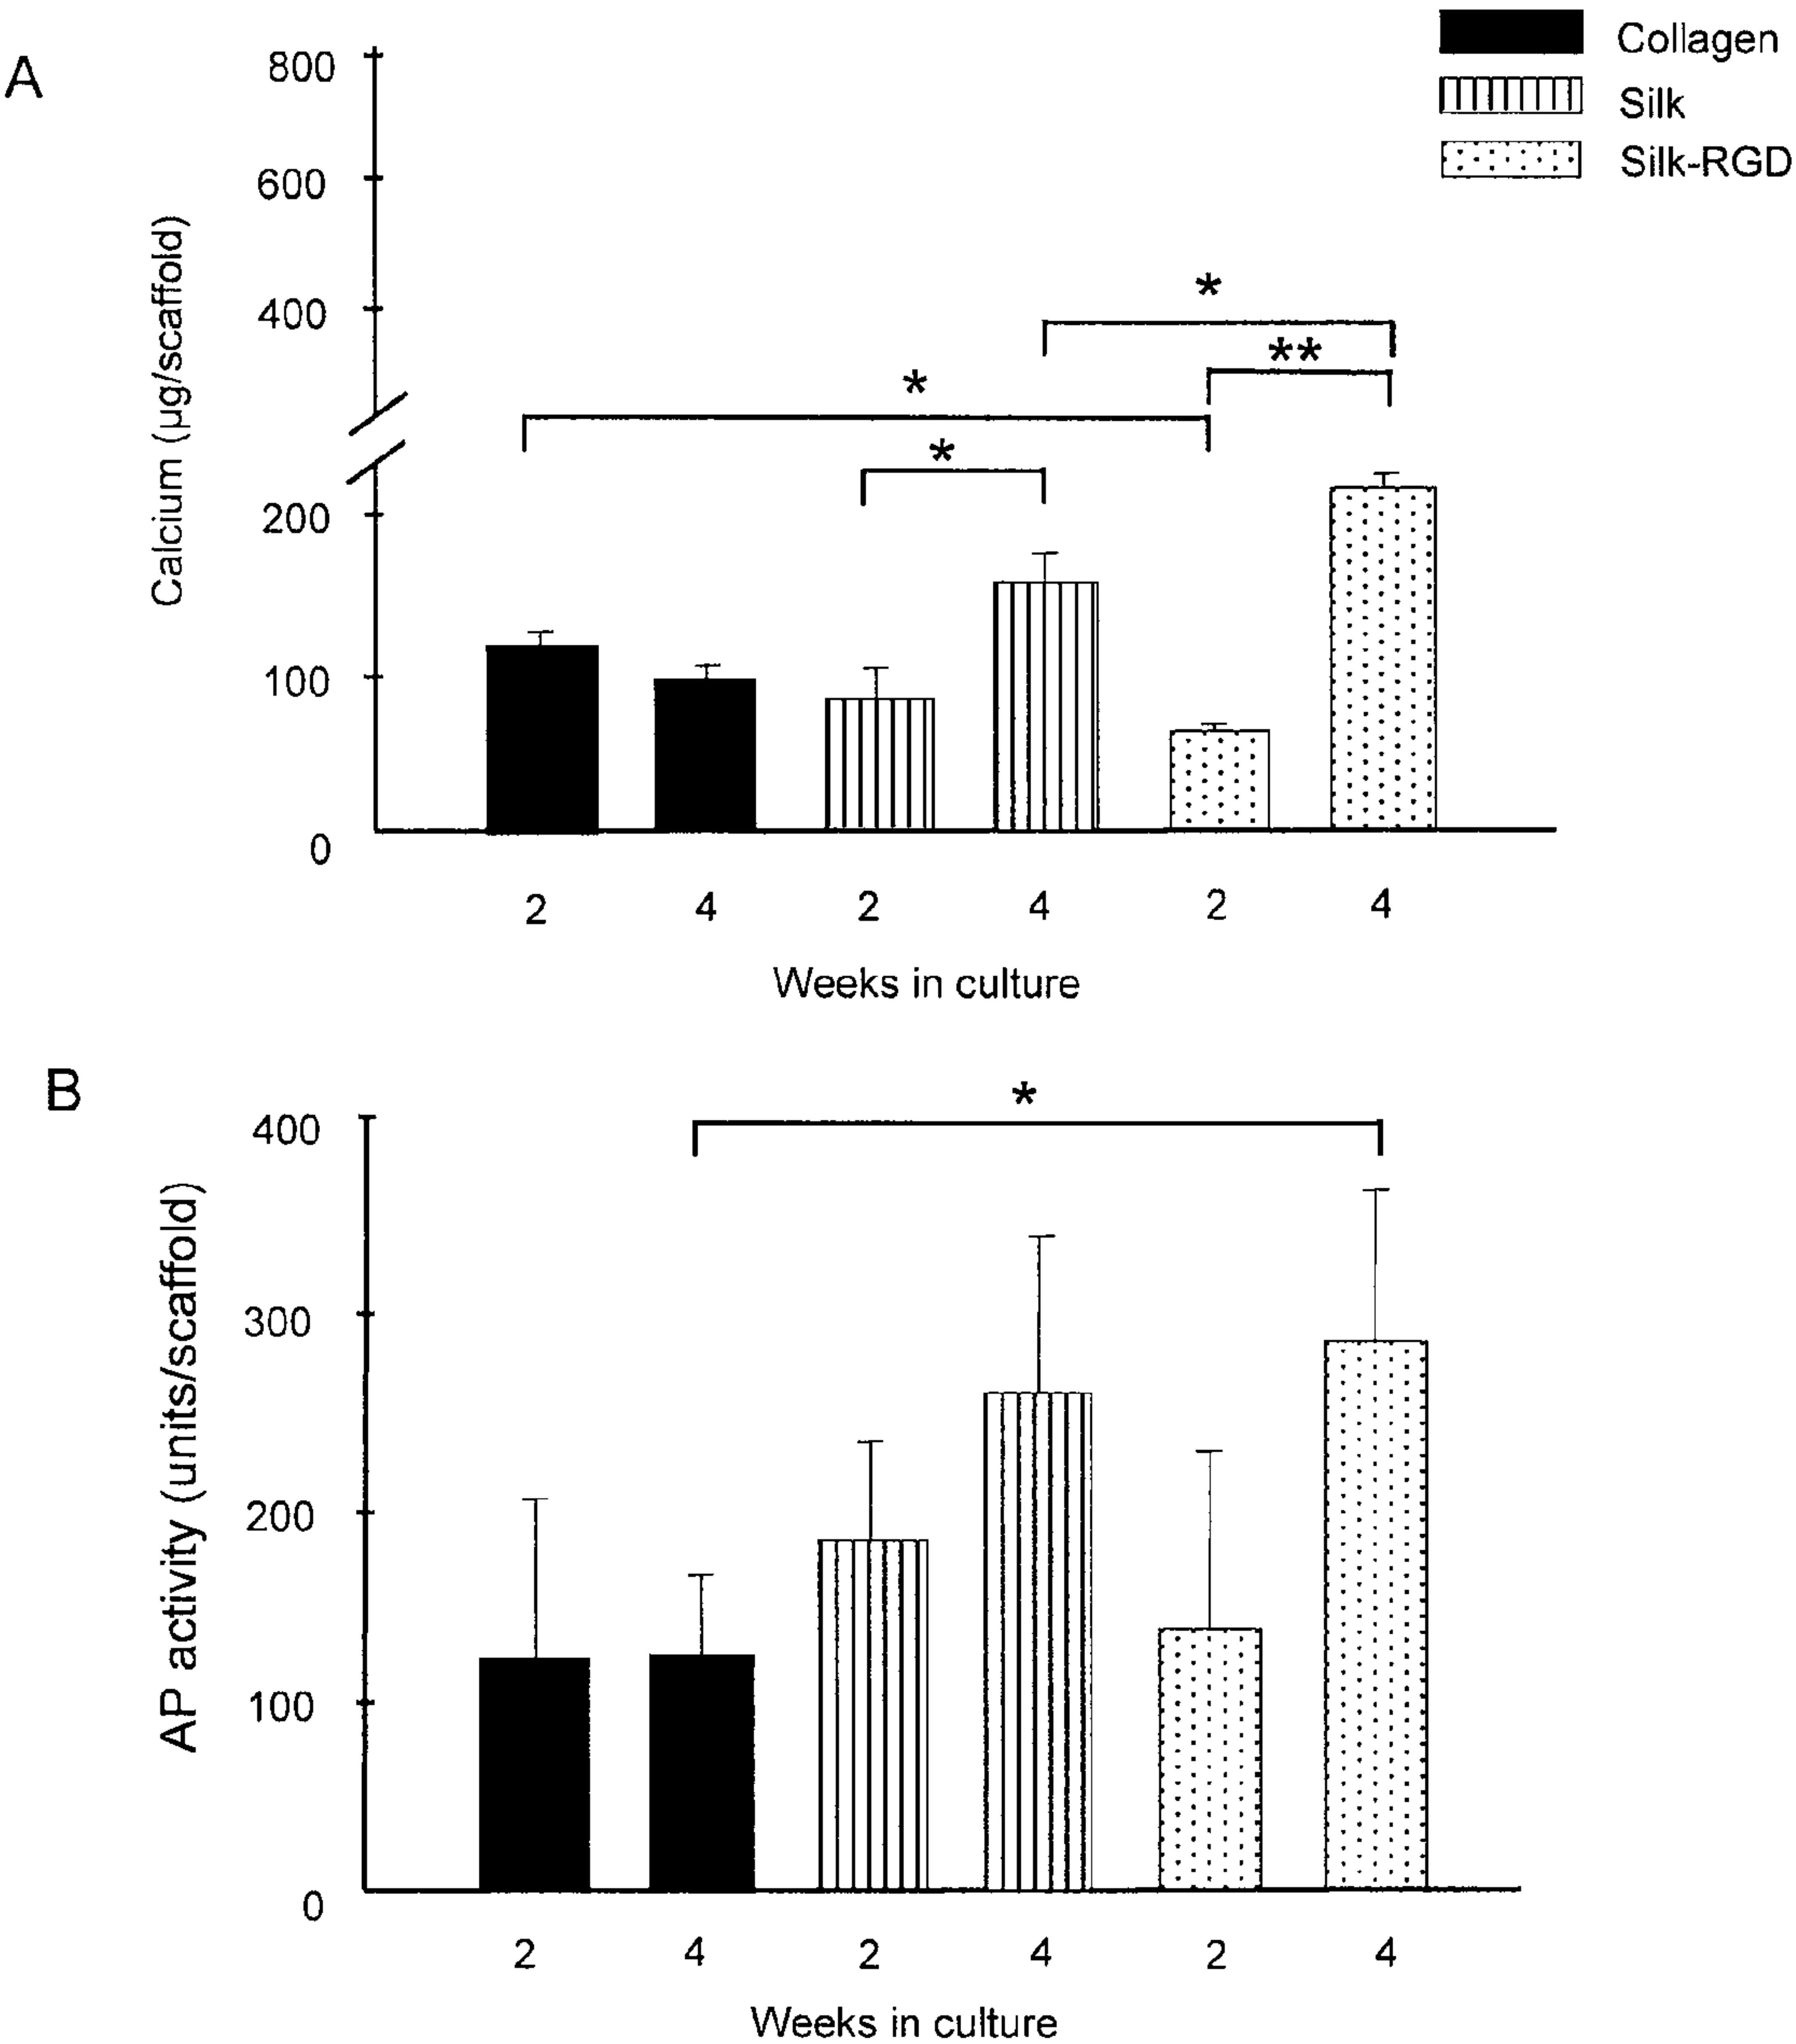 Collagen
Silk
Silk-RGD
A
800
600
400
200
100
0
Calcium (µg/scaffold)
*
**
*
*
2 4 2 4 2 4
Weeks in culture
B
400
300
200
100
0
AP activity (units/scaffold)
*
2 4 2 4 2 4
Weeks in culture